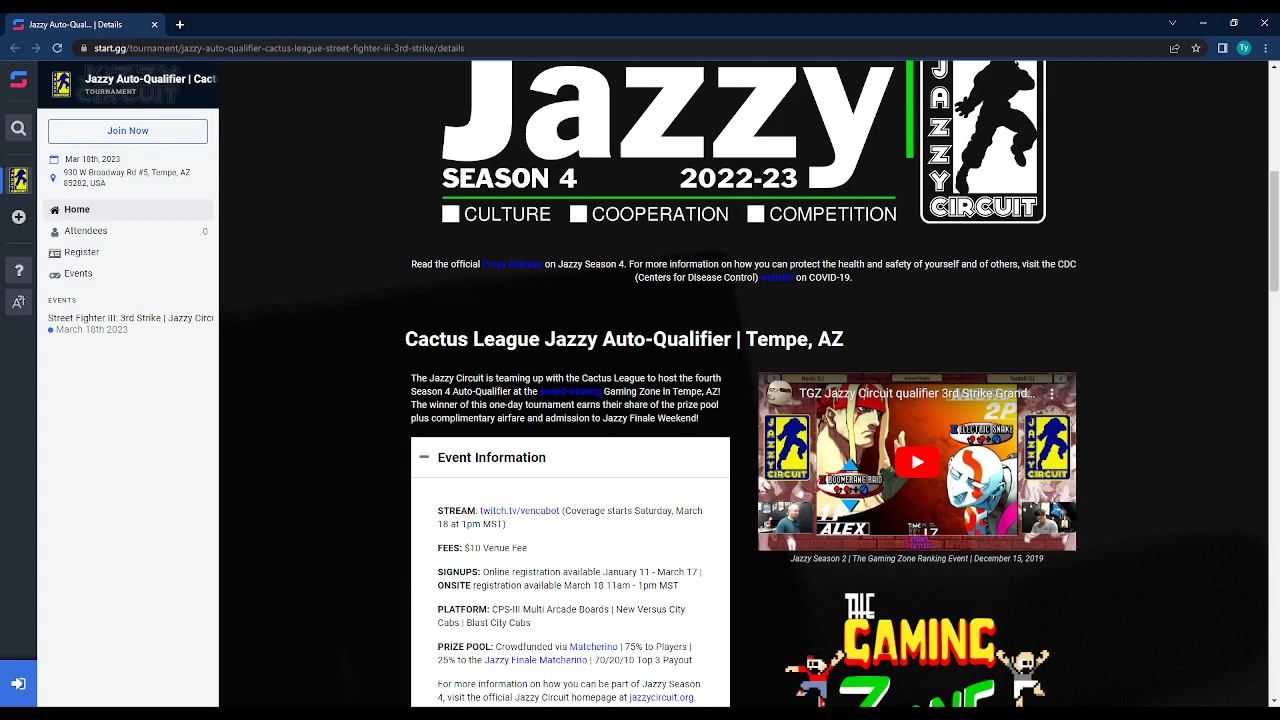 Jazzy Auto-Qual... | Details
start.gg/tournament/jazzy-auto-qualifier-cactus-league-street-fighter-iii-3rd-strike/details
Ty
Jazzy Auto-Qualifier | Cact
TOURNAMENT
Join Now
Mar 18th, 2023
930 W Broadway Rd #5, Tempe, AZ
85282, USA
Home
Attendees 0
Register
Events
EVENTS
Street Fighter III: 3rd Strike | Jazzy Circu
March 18th 2023
Jazzy
SEASON 4 2022-23
CULTURE COOPERATION COMPETITION
JAZZY
CIRCUIT
Read the official Press Release on Jazzy Season 4. For more information on how you can protect the health and safety of yourself and of others, visit the CDC
(Centers for Disease Control) website on COVID-19.
Cactus League Jazzy Auto-Qualifier | Tempe, AZ
The Jazzy Circuit is teaming up with the Cactus League to host the fourth
Season 4 Auto-Qualifier at the award-winning Gaming Zone in Tempe, AZ!
The winner of this one-day tournament earns their share of the prize pool
plus complimentary airfare and admission to Jazzy Finale Weekend!
Event Information
STREAM: twitch.tv/vencabot (Coverage starts Saturday, March
18 at 1pm MST)
FEES: $10 Venue Fee
SIGNUPS: Online registration available January 11 - March 17 |
ONSITE registration available March 18 11am - 1pm MST
PLATFORM: CPS-III Multi Arcade Boards | New Versus City
Cabs | Blast City Cabs
PRIZE POOL: Crowdfunded via Matcherino | 75% to Players |
25% to the Jazzy Finale Matcherino | 70/20/10 Top 3 Payout
For more information on how you can be part of Jazzy Season
4, visit the official Jazzy Circuit homepage at jazzycircuit.org.
TGZ Jazzy Circuit qualifier 3rd Strike Grand...
2P
ELECTRIC SNAKE
BOOMERANG RAID
ALEX
JAZZY
CIRCUIT
JAZZY
CIRCUIT
Jazzy Season 2 | The Gaming Zone Ranking Event | December 15, 2019
THE
GAMING
ZONE